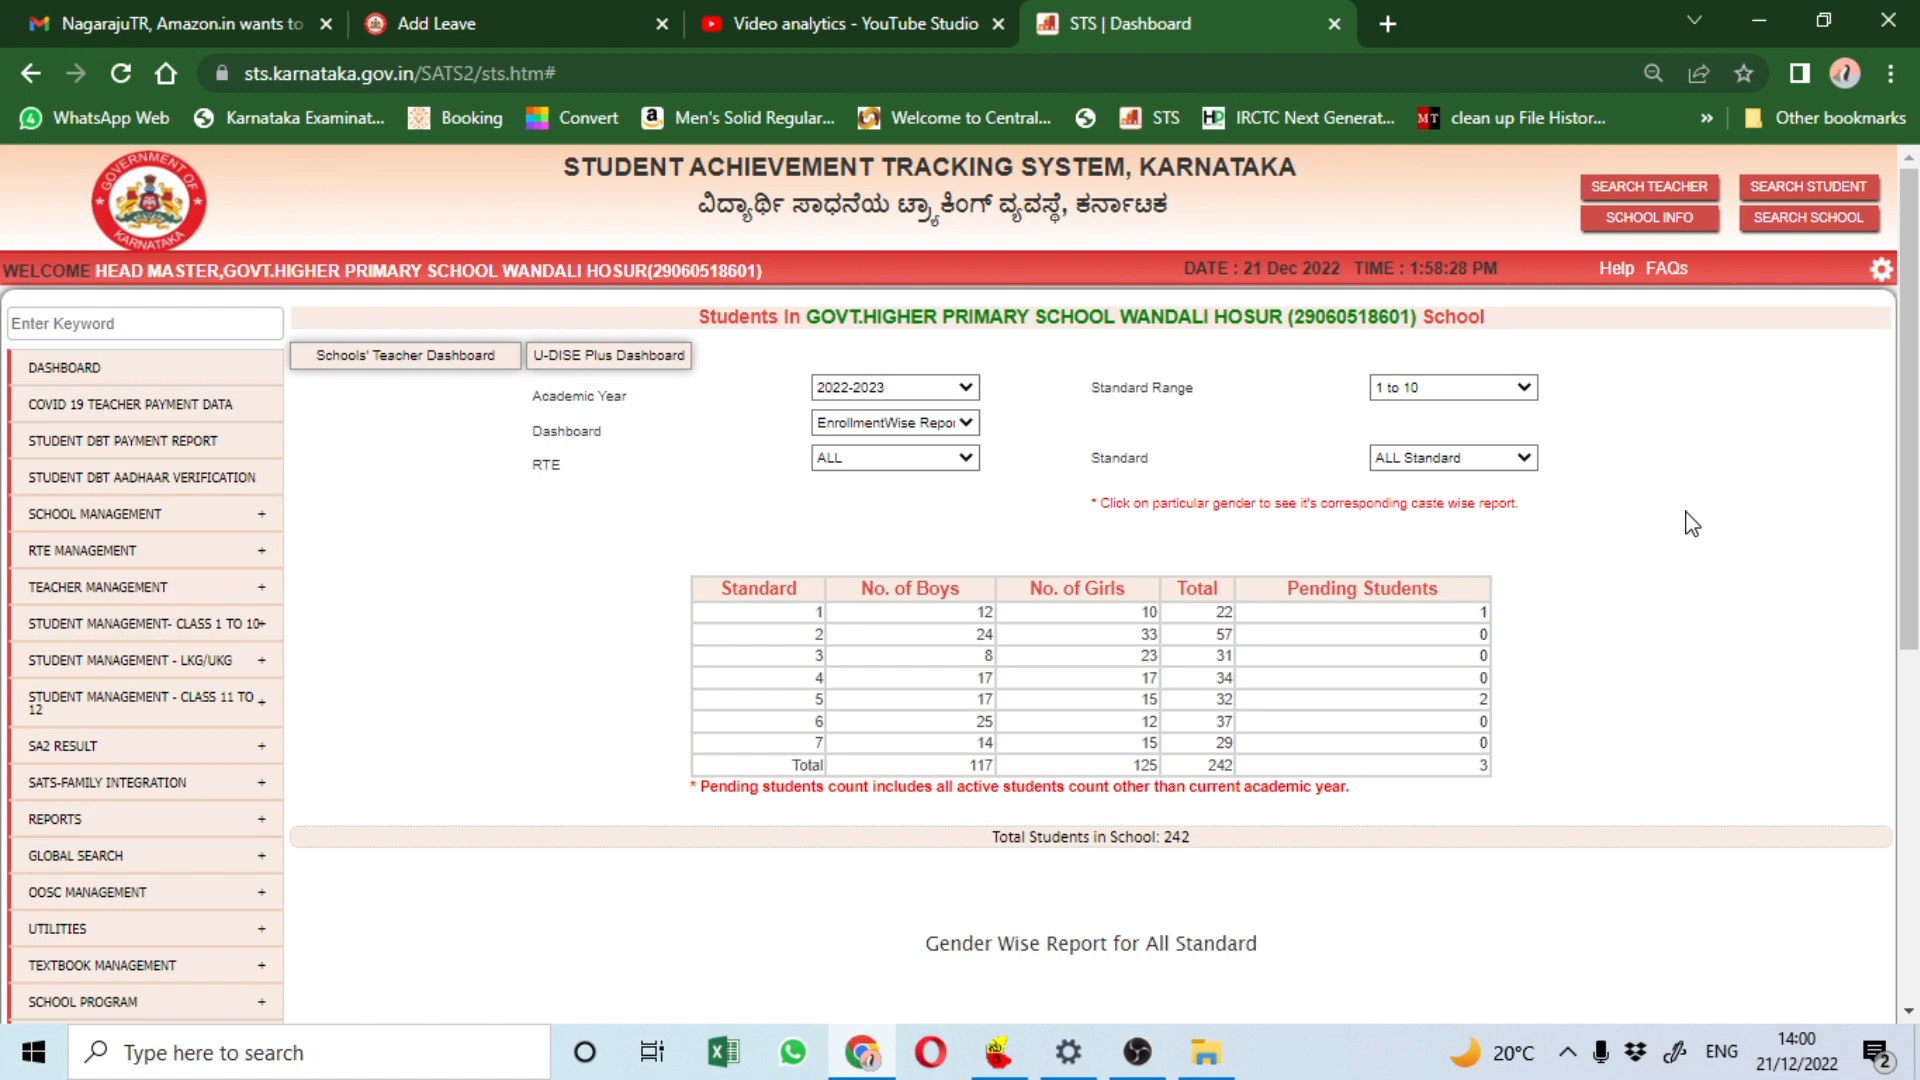 NagarajuTR, Amazon.in wants to
Add Leave
Video analytics - YouTube Studio
STS | Dashboard
sts.karnataka.gov.in/SATS2/sts.htm#
WhatsApp Web
Karnataka Examinat...
Booking
Convert
Men's Solid Regular...
Welcome to Central...
STS
IRCTC Next Generat...
MT
clean up File Histor...
»
Other bookmarks
GOVERNMENT OF
KARNATAKA
STUDENT ACHIEVEMENT TRACKING SYSTEM, KARNATAKA
ವಿದ್ಯಾರ್ಥಿ ಸಾಧನೆಯ ಟ್ರ್ಯಾಕಿಂಗ್ ವ್ಯವಸ್ಥೆ, ಕರ್ನಾಟಕ
SEARCH TEACHER
SEARCH STUDENT
SCHOOL INFO
SEARCH SCHOOL
WELCOME HEAD MASTER,GOVT.HIGHER PRIMARY SCHOOL WANDALI HOSUR(29060518601)
DATE : 21 Dec 2022 TIME : 1:58:28 PM
Help FAQs
Enter Keyword
DASHBOARD
COVID 19 TEACHER PAYMENT DATA
STUDENT DBT PAYMENT REPORT
STUDENT DBT AADHAAR VERIFICATION
SCHOOL MANAGEMENT +
RTE MANAGEMENT +
TEACHER MANAGEMENT +
STUDENT MANAGEMENT- CLASS 1 TO 10+
STUDENT MANAGEMENT - LKG/UKG +
STUDENT MANAGEMENT - CLASS 11 TO +
12
SA2 RESULT +
SATS-FAMILY INTEGRATION +
REPORTS +
GLOBAL SEARCH +
OOSC MANAGEMENT +
UTILITIES +
TEXTBOOK MANAGEMENT +
SCHOOL PROGRAM +
Students In GOVT.HIGHER PRIMARY SCHOOL WANDALI HOSUR (29060518601) School
Schools' Teacher Dashboard
U-DISE Plus Dashboard
Academic Year 2022-2023 Standard Range 1 to 10
Dashboard EnrollmentWise Repor
RTE ALL Standard ALL Standard
* Click on particular gender to see it's corresponding caste wise report.
Standard No. of Boys No. of Girls Total Pending Students
1 12 10 22 1
2 24 33 57 0
3 8 23 31 0
4 17 17 34 0
5 17 15 32 2
6 25 12 37 0
7 14 15 29 0
Total 117 125 242 3
* Pending students count includes all active students count other than current academic year.
Total Students in School: 242
Gender Wise Report for All Standard
Type here to search
20°C
ENG
14:00
21/12/2022
2